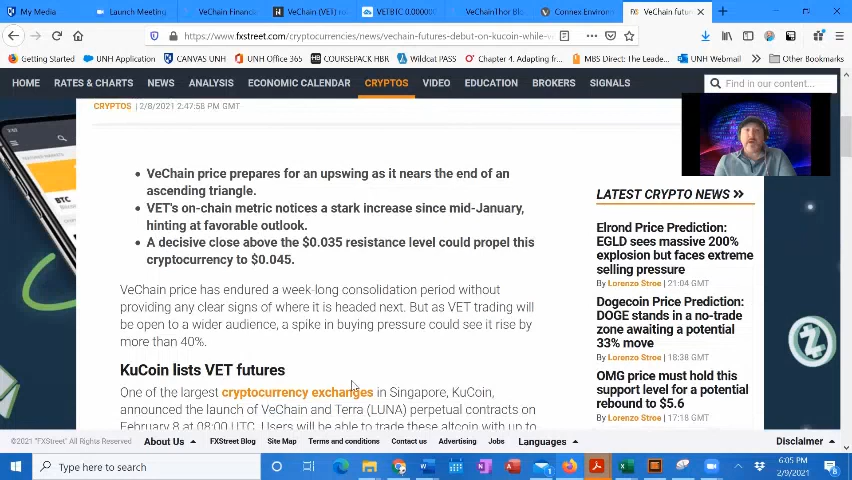 My Media
Launch Meeting
VeChain Financi
VeChain (VET) n
VETBTC 0.000000
VeChainThor Blo
Connex Environ
VeChain futur
https://www.fxstreet.com/cryptocurrencies/news/vechain-futures-debut-on-kucoin-while-v
Getting Started
UNH Shibboleth
CANVAS UNH
UNH Office 365
COURSEPACK HBR
Wildcat PASS
Chapter 4. Adapting fr...
MBS Direct: The Leade...
UNH Webmail
Other Bookmarks
HOME
RATES & CHARTS
NEWS
ANALYSIS
ECONOMIC CALENDAR
CRYPTOS
VIDEO
EDUCATION
BROKERS
SIGNALS
Find in our content...
CRYPTOS | 2/8/2021 2:47:58 PM GMT
BTC
• VeChain price prepares for an upswing as it nears the end of an
ascending triangle.
• VET's on-chain metric notices a stark increase since mid-January,
hinting at favorable outlook.
• A decisive close above the $0.035 resistance level could propel this
cryptocurrency to $0.045.
VeChain price has endured a week-long consolidation period without
providing any clear signs of where it is headed next. But as VET trading will
be open to a wider audience, a spike in buying pressure could see it rise by
more than 40%.
KuCoin lists VET futures
One of the largest cryptocurrency exchanges in Singapore, KuCoin,
announced the launch of VeChain and Terra (LUNA) perpetual contracts on
February 8 at 08:00 UTC. Users will be able to trade these altcoin with up to
LATEST CRYPTO NEWS
Elrond Price Prediction:
EGLD sees massive 200%
explosion but faces extreme
selling pressure
By Lorenzo Stroe | 21:04 GMT
Dogecoin Price Prediction:
DOGE stands in a no-trade
zone awaiting a potential
33% move
By Lorenzo Stroe | 18:38 GMT
OMG price must hold this
support level for a potential
rebound to $5.6
By Lorenzo Stroe | 17:18 GMT
©2021 "FXStreet" All Rights Reserved
About Us
FXStreet Blog
Site Map
Terms and conditions
Contact us
Advertising
Jobs
Languages
Disclaimer
Type here to search
6:05 PM
2/9/2021